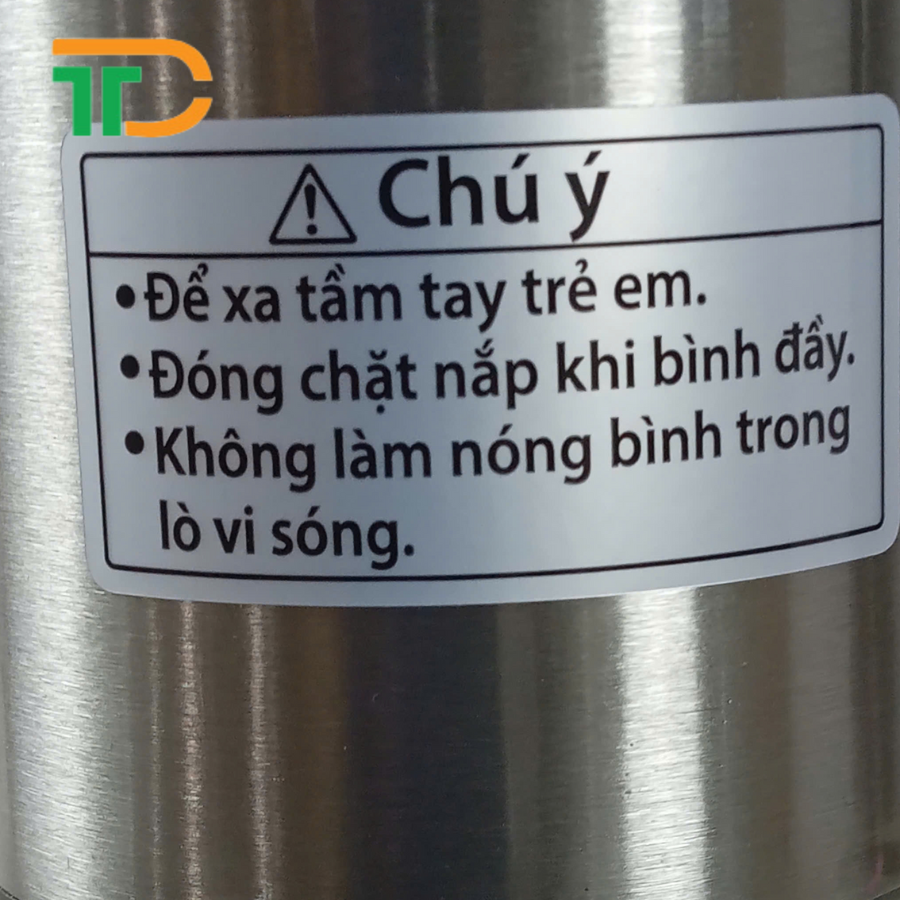 TTD
Chú ý
•Để xa tầm tay trẻ em.
•Đóng chặt nắp khi bình đầy.
•Không làm nóng bình trong
lò vi sóng.